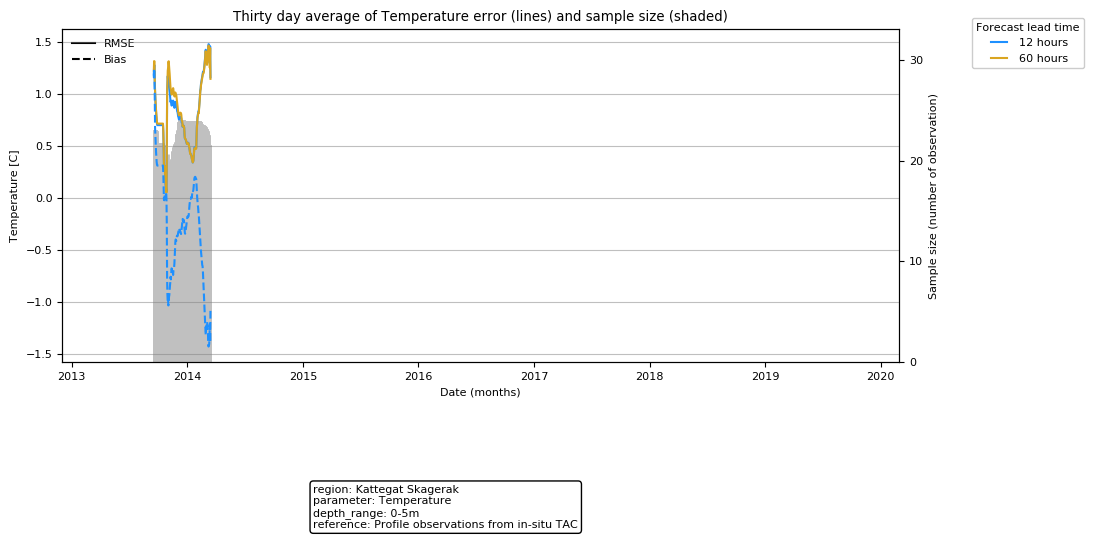 Thirty day average of Temperature error (lines) and sample size (shaded)
Forecast lead time
12 hours
60 hours
RMSE
Bias
Temperature [C]
1.5
1.0
0.5
0.0
−0.5
−1.0
−1.5
30
20
10
0
Sample size (number of observation)
2013 2014 2015 2016 2017 2018 2019 2020
Date (months)
region: Kattegat Skagerak
parameter: Temperature
depth_range: 0-5m
reference: Profile observations from in-situ TAC